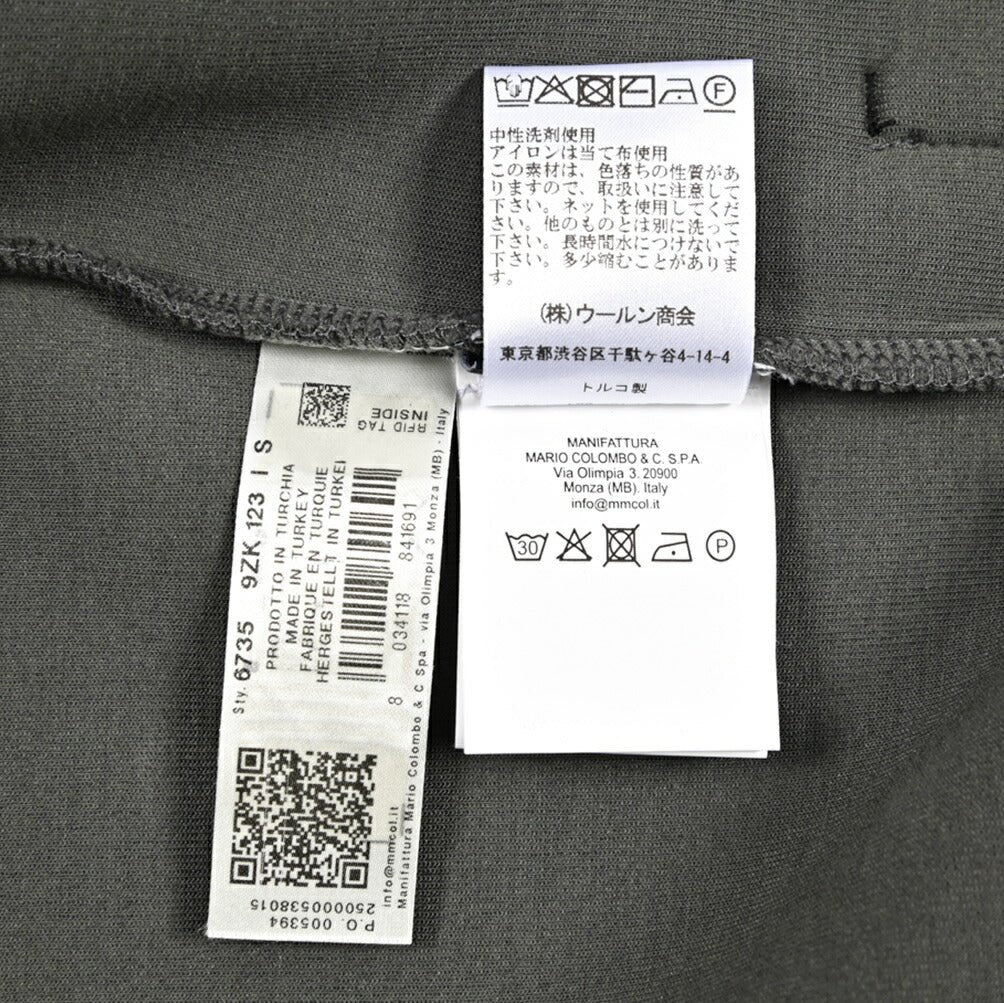 中性洗剤使用
アイロンは当て布使用
この素材は、色落ちの性質があ
りますので、取扱いに注意して
下さい。ネットを使用してくだ
さい。他のものとは別に洗って
下さい。長時間水につけないで
下さい。多少縮むことがありま
す。
(株)ウールン商会
東京都渋谷区千駄ヶ谷4-14-4
トルコ製
F
MANIFATTURA
MARIO COLOMBO & C. S.P.A.
Via Olimpia 3. 20900
Monza (MB). Italy
info@mmcol.it
30
P
RFID TAG
INSIDE
Sty. 6735 9ZK 123 I S
PRODOTTO IN TURCHIA
MADE IN TURKEY
FABRIQUE EN TURQUIE
HERGESTELLT IN TURKEI
8 034118 841691
info@mmcol.it
Manifattura Mario Colombo & C Spa - via Olimpia 3 Monza (MB) - Italy
P.O. 005394
250000538015